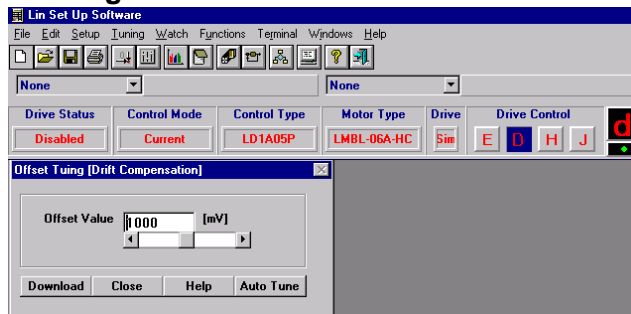 Lin Set Up Software
File Edit Setup Tuning Watch Functions Terminal Windows Help
None None
Drive Status Control Mode Control Type Motor Type Drive Drive Control
Disabled Current LD1A05P LMBL-06A-HC Sim E D H J d
Offset Tuing [Drift Compensation]
Offset Value 1000 [mV]
Download Close Help Auto Tune